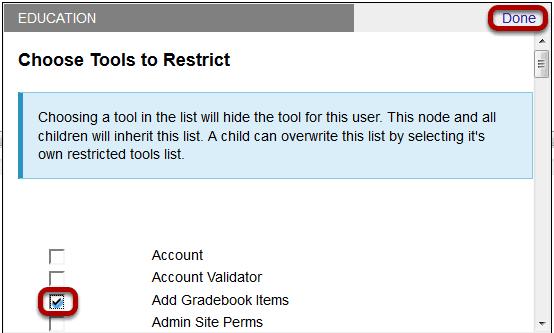 EDUCATION
Done
Choose Tools to Restrict
Choosing a tool in the list will hide the tool for this user. This node and all
children will inherit this list. A child can overwrite this list by selecting it's
own restricted tools list.
Account
Account Validator
Add Gradebook Items
Admin Site Perms